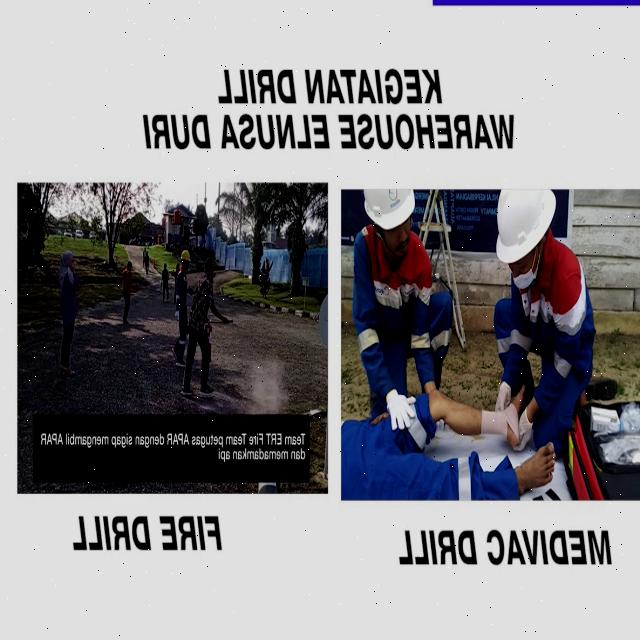 KEGIATAN DRILL
WAREHOUSE ELNUSA DURI
Team ERT Fire Team petugas APAR dengan sigap mengambil APAR
dan memadamkan api
FIRE DRILL
MEDIVAC DRILL